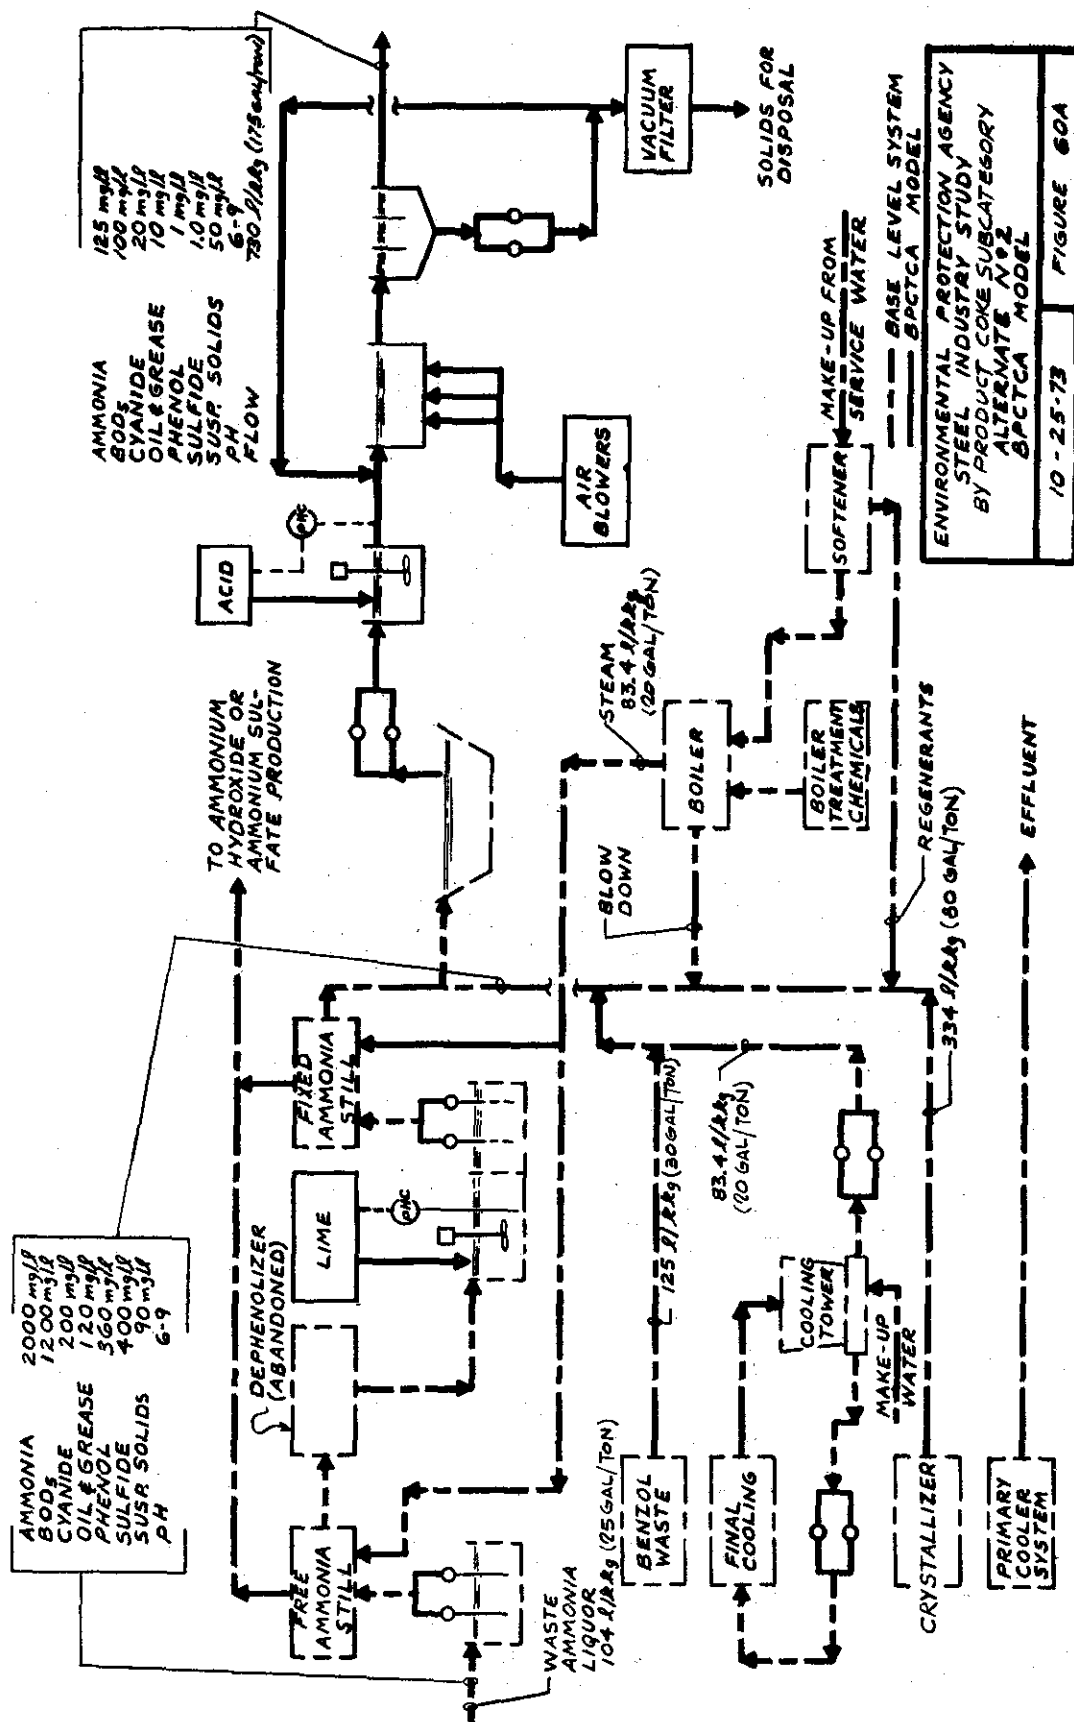 AMMONIA 2000 mg/l
BOD5 1200 mg/l
CYANIDE 200 mg/l
OIL & GREASE 120 mg/l
PHENOL 360 mg/l
SULFIDE 400 mg/l
SUSP. SOLIDS 90 mg/l
PH 6-9
AMMONIA 125 mg/l
BOD5 100 mg/l
CYANIDE 20 mg/l
OIL & GREASE 10 mg/l
PHENOL 1 mg/l
SULFIDE 1.0 mg/l
SUSP. SOLIDS 50 mg/l
PH 6-9
FLOW 730 l/kkg (175 gal/ton)
TO AMMONIUM
HYDROXIDE OR
AMMONIUM SUL-
FATE PRODUCTION
ACID
PHC
FREE
AMMONIA
STILL
DEPHENOLIZER
(ABANDONED)
LIME
PHC
FIXED
AMMONIA
STILL
AIR
BLOWERS
VACUUM
FILTER
SOLIDS FOR
DISPOSAL
WASTE
AMMONIA
LIQUOR
104 l/kkg (25 GAL/TON)
BENZOL
WASTE
125 l/kkg (30 GAL/TON)
FINAL
COOLING
COOLING
TOWER
MAKE-UP
WATER
83.4 l/kkg
(20 GAL/TON)
BLOW
DOWN
STEAM
83.4 l/kkg
(20 GAL/TON)
BOILER
BOILER
TREATMENT
CHEMICALS
SOFTENER
MAKE-UP FROM
SERVICE WATER
REGENERANTS
CRYSTALLIZER
334 l/kkg (80 GAL/TON)
PRIMARY
COOLER
SYSTEM
EFFLUENT
BASE LEVEL SYSTEM
BPCTCA MODEL
ENVIRONMENTAL PROTECTION AGENCY
STEEL INDUSTRY STUDY
BY PRODUCT COKE SUBCATEGORY
ALTERNATE Nº2
BPCTCA MODEL
10-25-73 FIGURE 60A